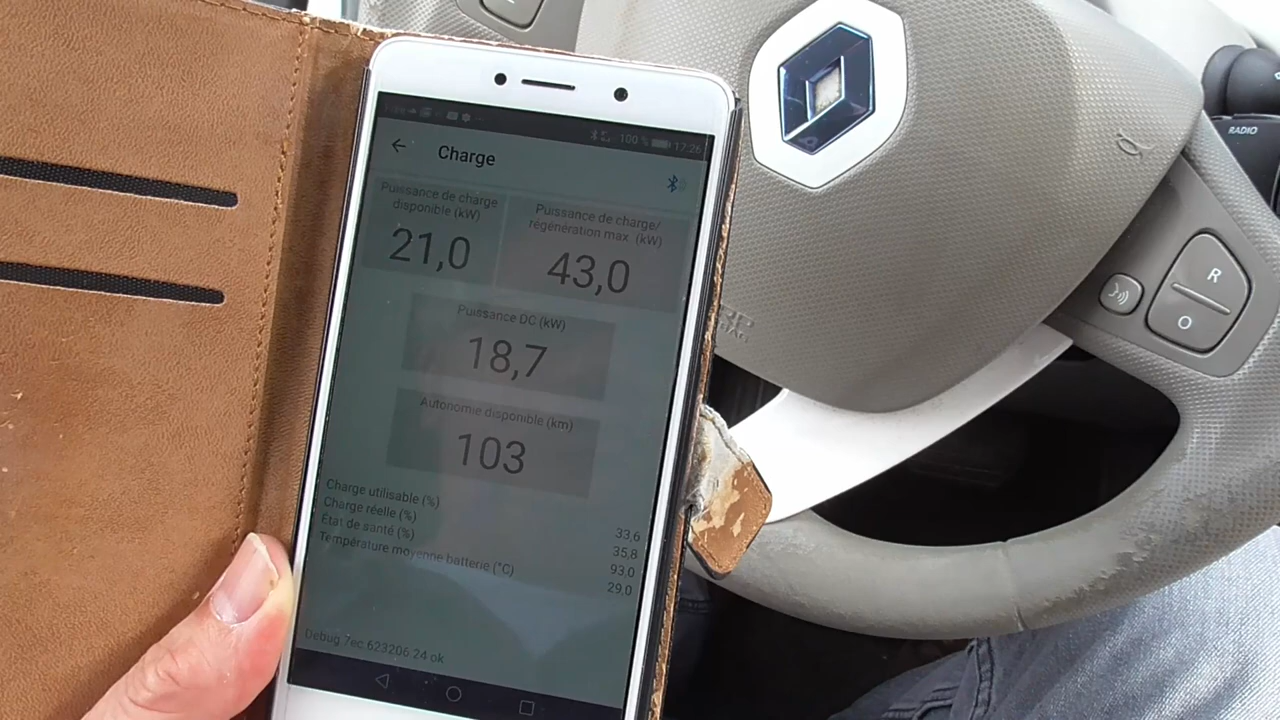 100 % 17:26
Charge
Puissance de charge
disponible (kW)
21,0
Puissance de charge/
régénération max (kW)
43,0
Puissance DC (kW)
18,7
Autonomie disponible (km)
103
Charge utilisable (%) 33,6
Charge réelle (%) 35,8
État de santé (%) 93,0
Température moyenne batterie (°C) 29,0
Debug 7ec 623206 24 ok
RADIO
R
O